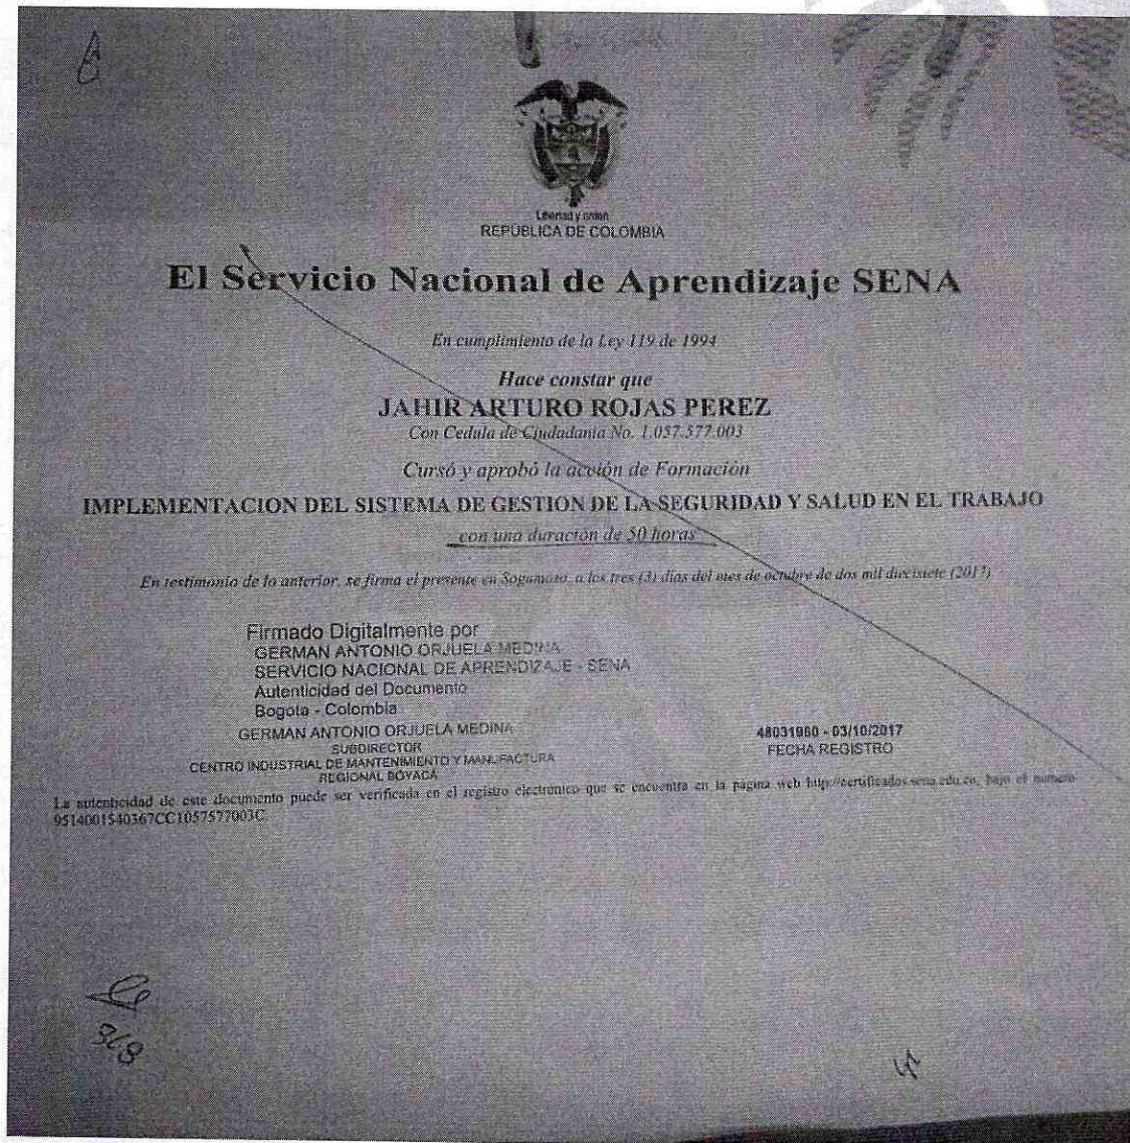 Libertad y orden
REPUBLICA DE COLOMBIA
El Servicio Nacional de Aprendizaje SENA
En cumplimiento de la Ley 119 de 1994
Hace constar que
JAHIR ARTURO ROJAS PEREZ
Con Cedula de Ciudadania No. 1.057.577.003
Cursó y aprobó la acción de Formación
IMPLEMENTACION DEL SISTEMA DE GESTION DE LA SEGURIDAD Y SALUD EN EL TRABAJO
con una duración de 50 horas
En testimonio de lo anterior, se firma el presente en Sogamoso, a los tres (3) días del mes de octubre de dos mil diecisiete (2017)
Firmado Digitalmente por
GERMAN ANTONIO ORJUELA MEDINA
SERVICIO NACIONAL DE APRENDIZAJE - SENA
Autenticidad del Documento
Bogota - Colombia
GERMAN ANTONIO ORJUELA MEDINA
SUBDIRECTOR
CENTRO INDUSTRIAL DE MANTENIMIENTO Y MANUFACTURA
REGIONAL BOYACÁ
48031960 - 03/10/2017
FECHA REGISTRO
La autenticidad de este documento puede ser verificada en el registro electrónico que se encuentra en la página web http://certificados.sena.edu.co, bajo el número
9514001540367CC1057577003C.